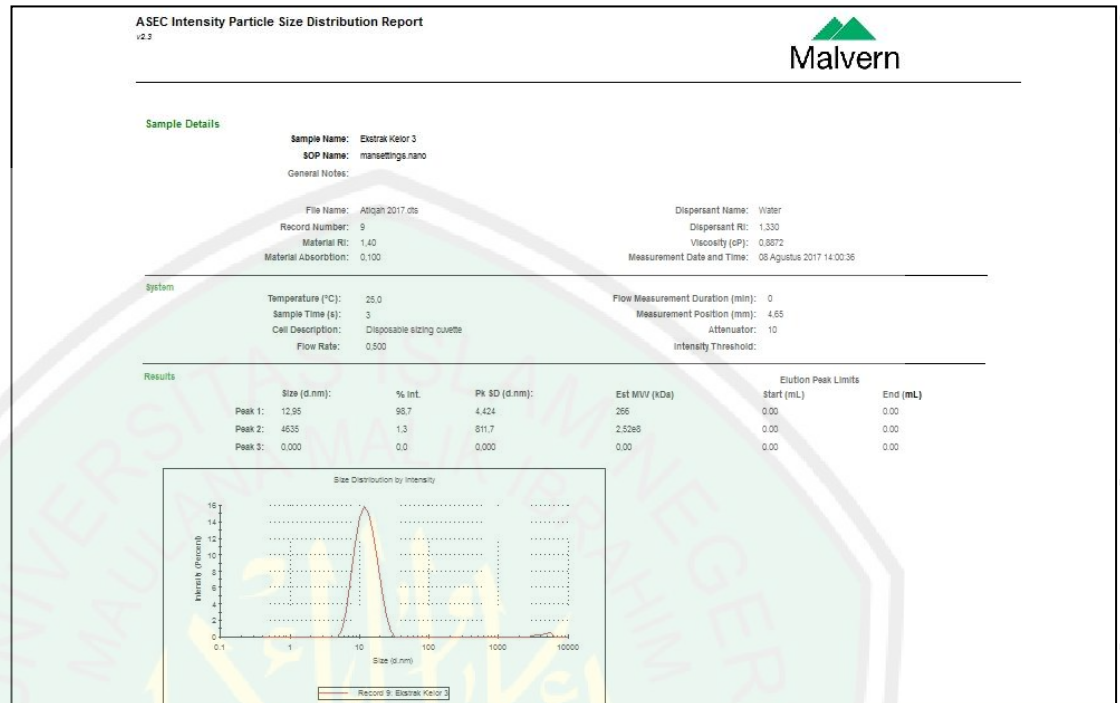 ASEC Intensity Particle Size Distribution Report
v2.3
Malvern
Sample Details
Sample Name: Ekstrak Kelor 3
SOP Name: mansettings.nano
General Notes:
File Name: Atiqah 2017.dts Dispersant Name: Water
Record Number: 9 Dispersant RI: 1,330
Material RI: 1,40 Viscosity (cP): 0,8872
Material Absorbtion: 0,100 Measurement Date and Time: 08 Agustus 2017 14:00:36
System
Temperature (°C): 25,0 Flow Measurement Duration (min): 0
Sample Time (s): 3 Measurement Position (mm): 4,65
Cell Description: Disposable sizing cuvette Attenuator: 10
Flow Rate: 0,500 Intensity Threshold:
Results Elution Peak Limits
Size (d.nm): % Int. Pk SD (d.nm): Est MW (kDa) Start (mL) End (mL)
Peak 1: 12,95 98,7 4,424 266 0.00 0.00
Peak 2: 4635 1,3 811,7 2,52e8 0.00 0.00
Peak 3: 0,000 0,0 0,000 0,00 0.00 0.00
Size Distribution by Intensity
Intensity (Percent)
16
14
12
10
8
6
4
2
0
0.1 1 10 100 1000 10000
Size (d.nm)
Record 9: Ekstrak Kelor 3
UNIVERSITAS ISLAM NEGERI
MAULANA MALIK IBRAHIM